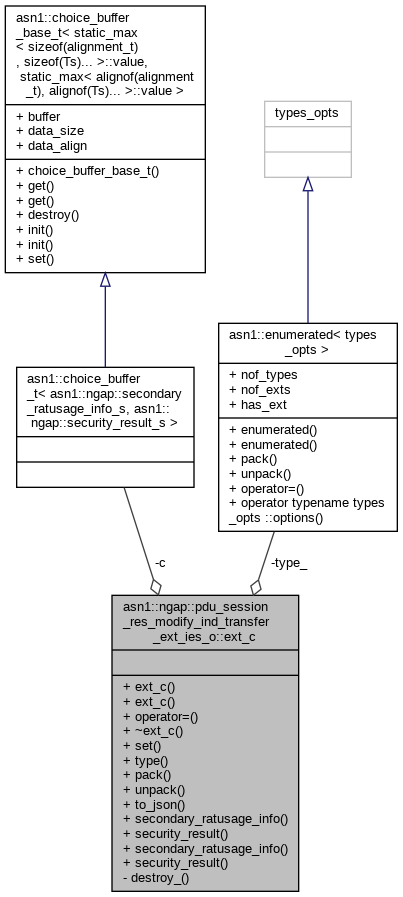 asn1::choice_buffer
_base_t< static_max
< sizeof(alignment_t)
, sizeof(Ts)... >::value,
static_max< alignof(alignment
_t), alignof(Ts)... >::value >
+ buffer
+ data_size
+ data_align
+ choice_buffer_base_t()
+ get()
+ get()
+ destroy()
+ init()
+ init()
+ set()
types_opts
asn1::choice_buffer
_t< asn1::ngap::secondary
_ratusage_info_s, asn1::
ngap::security_result_s >
asn1::enumerated< types
_opts >
+ nof_types
+ nof_exts
+ has_ext
+ enumerated()
+ enumerated()
+ pack()
+ unpack()
+ operator=()
+ operator typename types
_opts ::options()
-c
-type_
asn1::ngap::pdu_session
_res_modify_ind_transfer
_ext_ies_o::ext_c
+ ext_c()
+ ext_c()
+ operator=()
+ ~ext_c()
+ set()
+ type()
+ pack()
+ unpack()
+ to_json()
+ secondary_ratusage_info()
+ security_result()
+ secondary_ratusage_info()
+ security_result()
- destroy_()